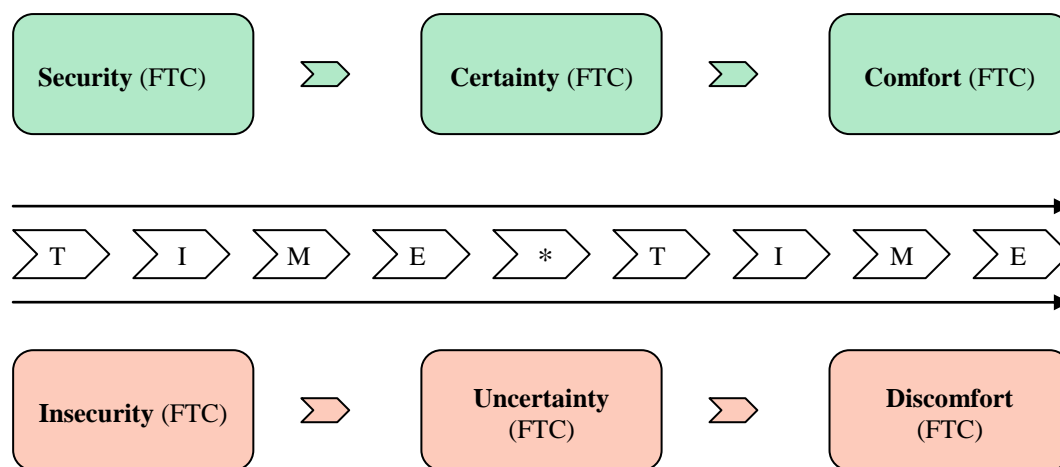 Security (FTC)
Certainty (FTC)
Comfort (FTC)
T I M E * T I M E
Insecurity (FTC)
Uncertainty
(FTC)
Discomfort
(FTC)